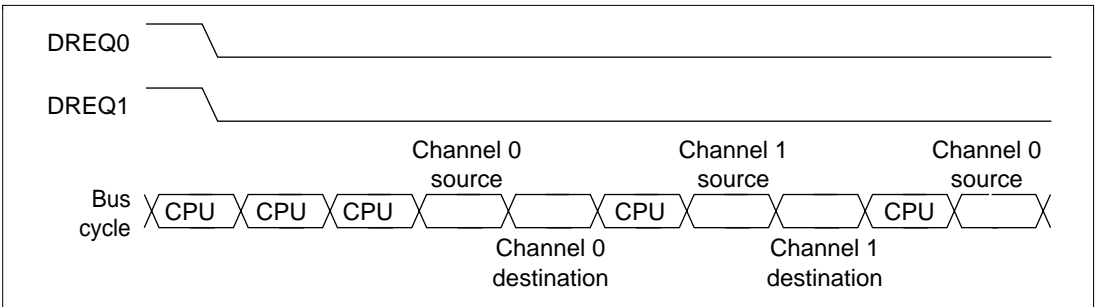 DREQ0
DREQ1
Channel 0
source
Channel 1
source
Channel 0
source
Bus
cycle
CPU CPU CPU CPU CPU
Channel 0
destination
Channel 1
destination